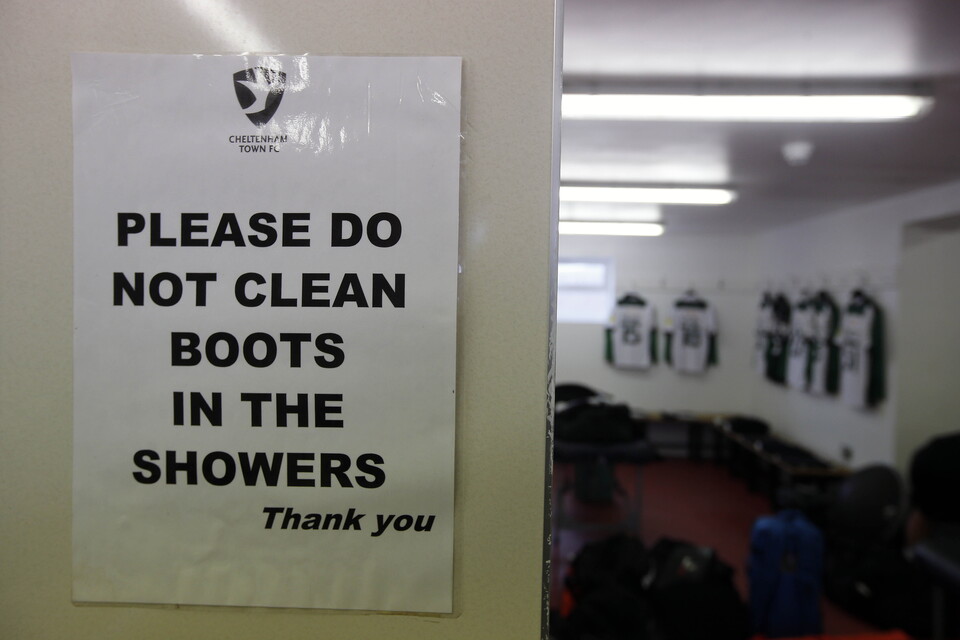 CHELTENHAM
TOWN FC
PLEASE DO
NOT CLEAN
BOOTS
IN THE
SHOWERS
Thank you